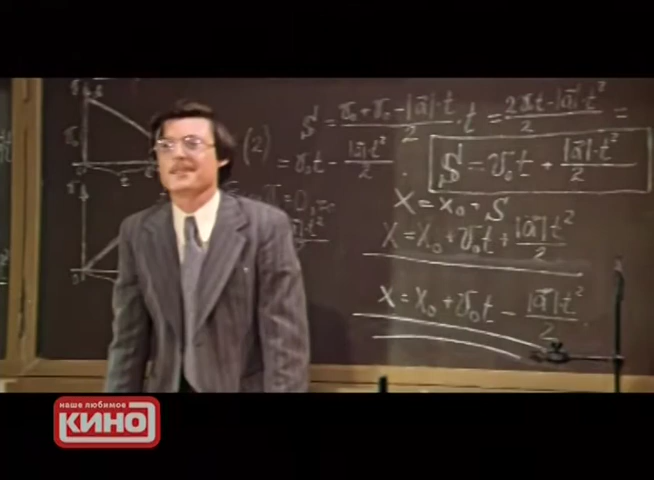 (2)
S = (v₀ + v₀ - |a̅|·t)/2 · t = (2v₀t - |a̅|·t²)/2 =
= v₀t - |a̅|·t²/2
S = v₀t + |a̅|·t²/2
X = X₀ + S
X = X₀ + v₀t + |a̅|·t²/2
X = X₀ + v₀t - |a̅|·t²/2
наше любимое
КИНО